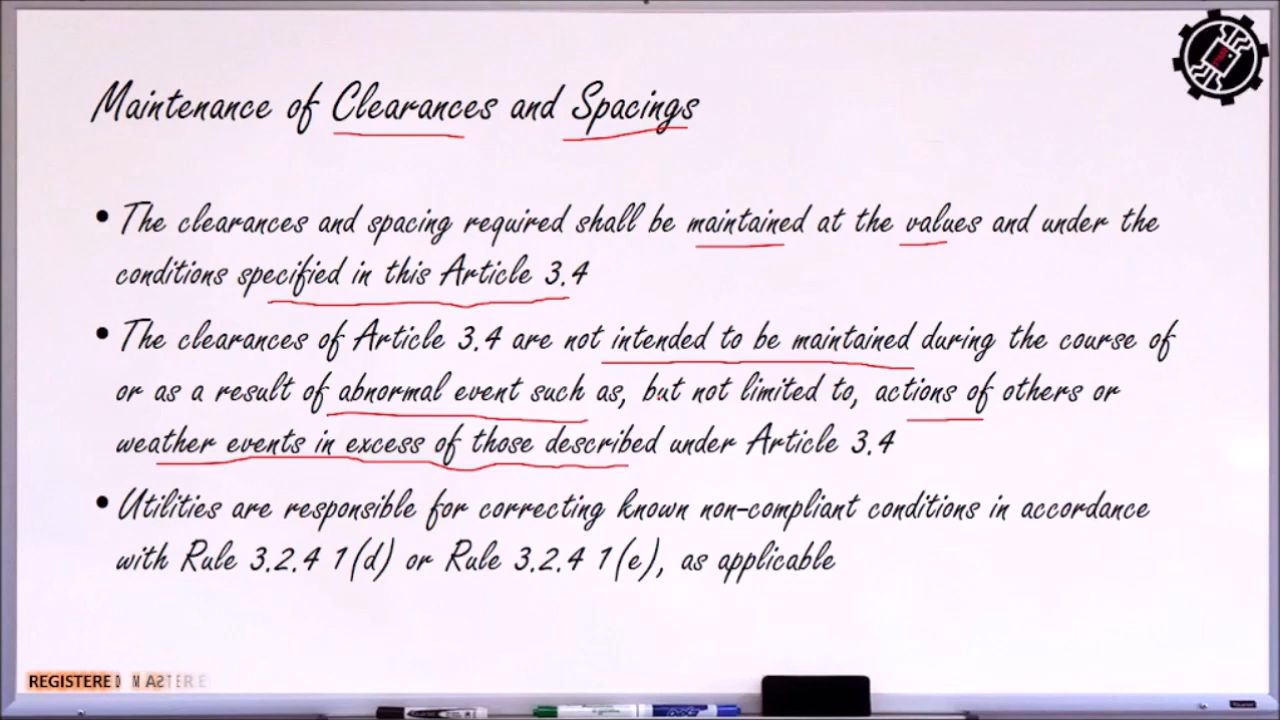 Maintenance of Clearances and Spacings
• The clearances and spacing required shall be maintained at the values and under the
conditions specified in this Article 3.4
• The clearances of Article 3.4 are not intended to be maintained during the course of
or as a result of abnormal event such as, but not limited to, actions of others or
weather events in excess of those described under Article 3.4
• Utilities are responsible for correcting known non-compliant conditions in accordance
with Rule 3.2.4 1(d) or Rule 3.2.4 1(e), as applicable
REGISTERED